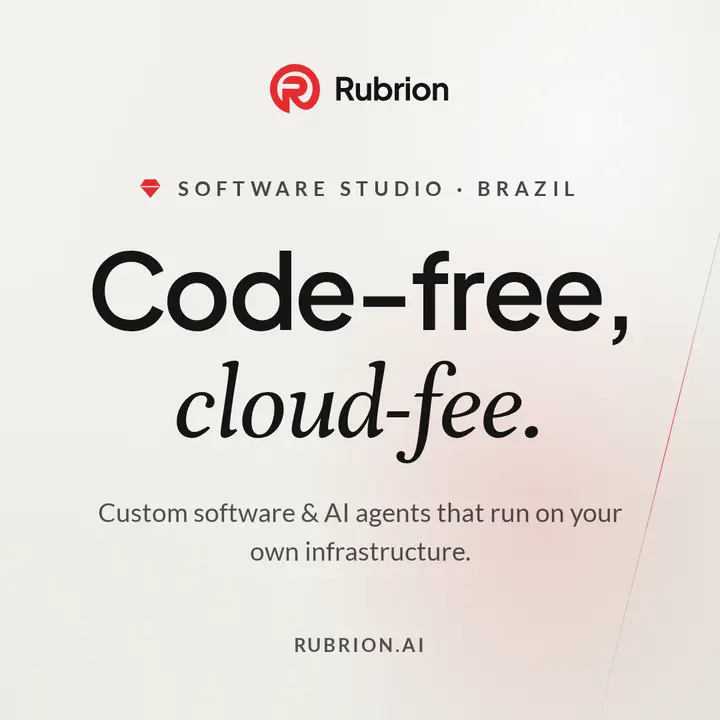 Rubrion
SOFTWARE STUDIO · BRAZIL
Code-free,
cloud-fee.
Custom software & AI agents that run on your
own infrastructure.
RUBRION.AI